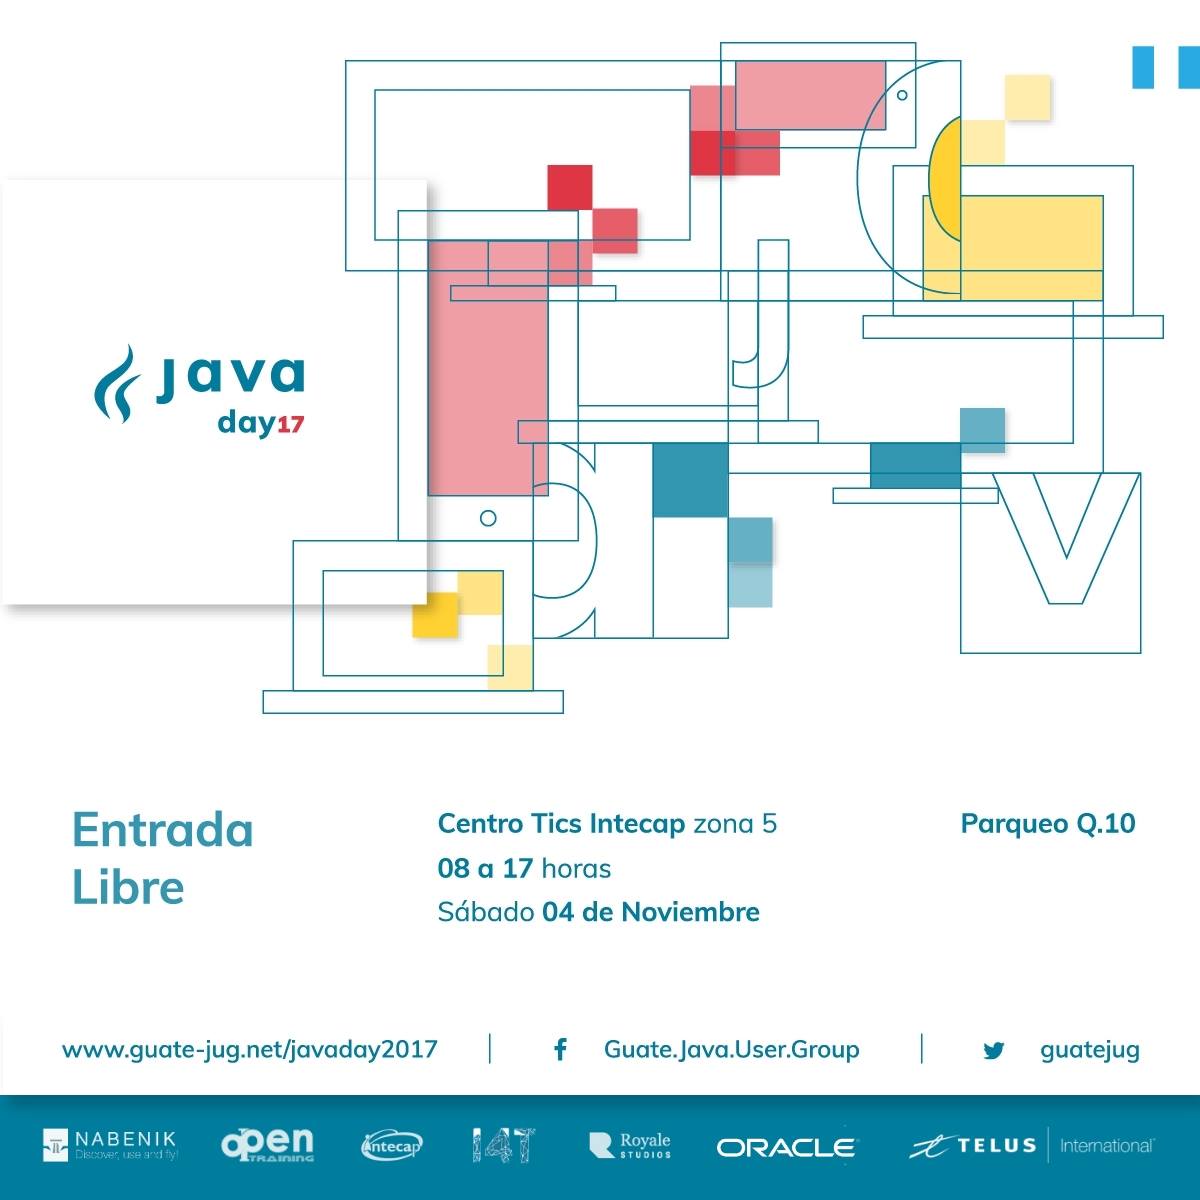 java
day17
Entrada
Libre
Centro Tics Intecap zona 5
08 a 17 horas
Sábado 04 de Noviembre
Parqueo Q.10
www.guate-jug.net/javaday2017 | Guate.Java.User.Group | guatejug
NABENIK
Discover, use and fly!
open
TRAINING
intecap
I4T
Royale
STUDIOS
ORACLE
TELUS | International